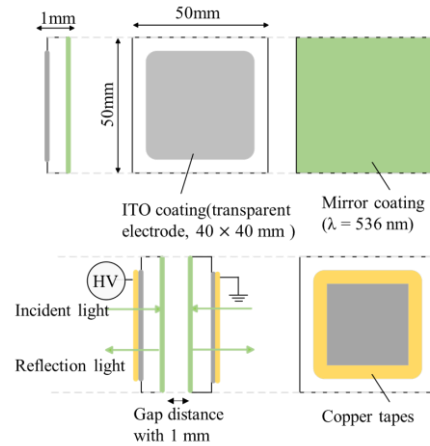 1mm
50mm
50mm
ITO coating(transparent
electrode, 40 × 40 mm )
Mirror coating
(λ = 536 nm)
HV
Incident light
Reflection light
Gap distance
with 1 mm
Copper tapes